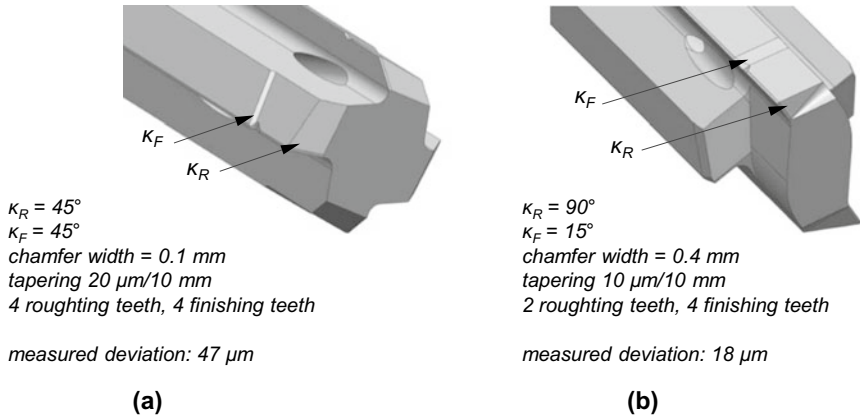 κF
κR
κR = 45°
κF = 45°
chamfer width = 0.1 mm
tapering 20 μm/10 mm
4 roughting teeth, 4 finishing teeth
measured deviation: 47 μm
(a)
κF
κR
κR = 90°
κF = 15°
chamfer width = 0.4 mm
tapering 10 μm/10 mm
2 roughting teeth, 4 finishing teeth
measured deviation: 18 μm
(b)